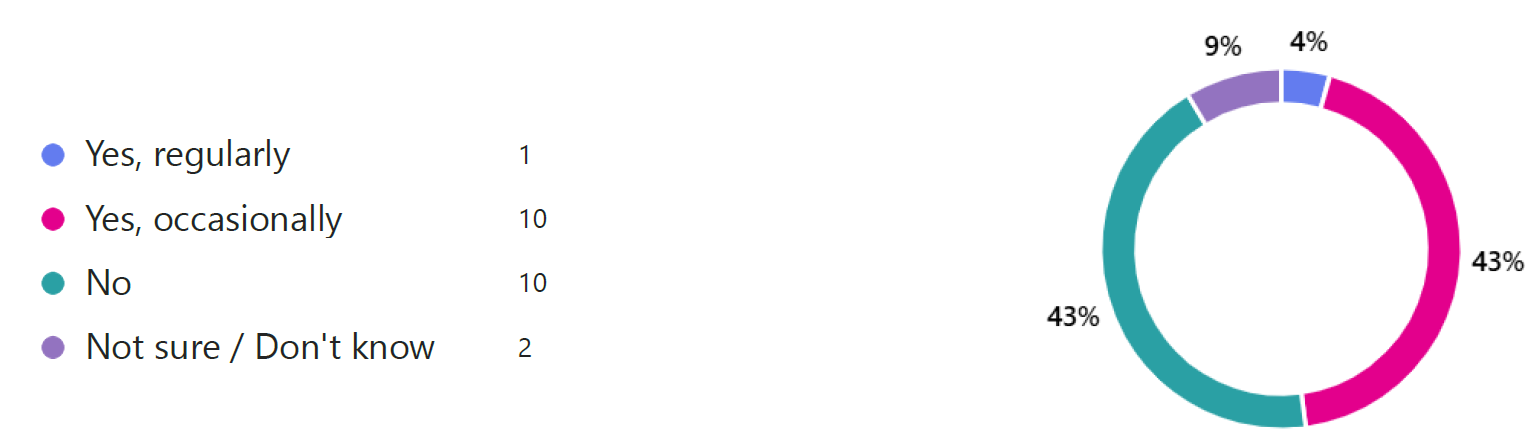 9% 4%
Yes, regularly 1
Yes, occasionally 10
43%
No 10
43%
Not sure / Don't know 2